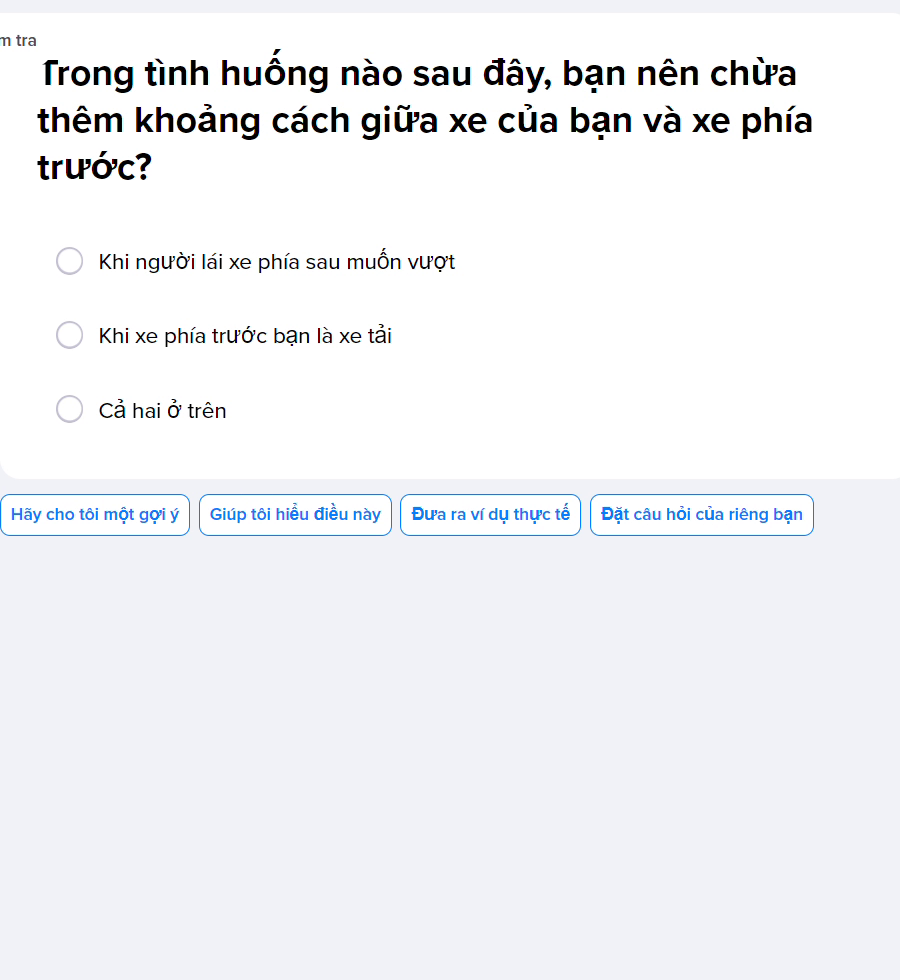 m tra
Trong tình huống nào sau đây, bạn nên chừa
thêm khoảng cách giữa xe của bạn và xe phía
trước?
Khi người lái xe phía sau muốn vượt
Khi xe phía trước bạn là xe tải
Cả hai ở trên
Hãy cho tôi một gợi ý
Giúp tôi hiểu điều này
Đưa ra ví dụ thực tế
Đặt câu hỏi của riêng bạn